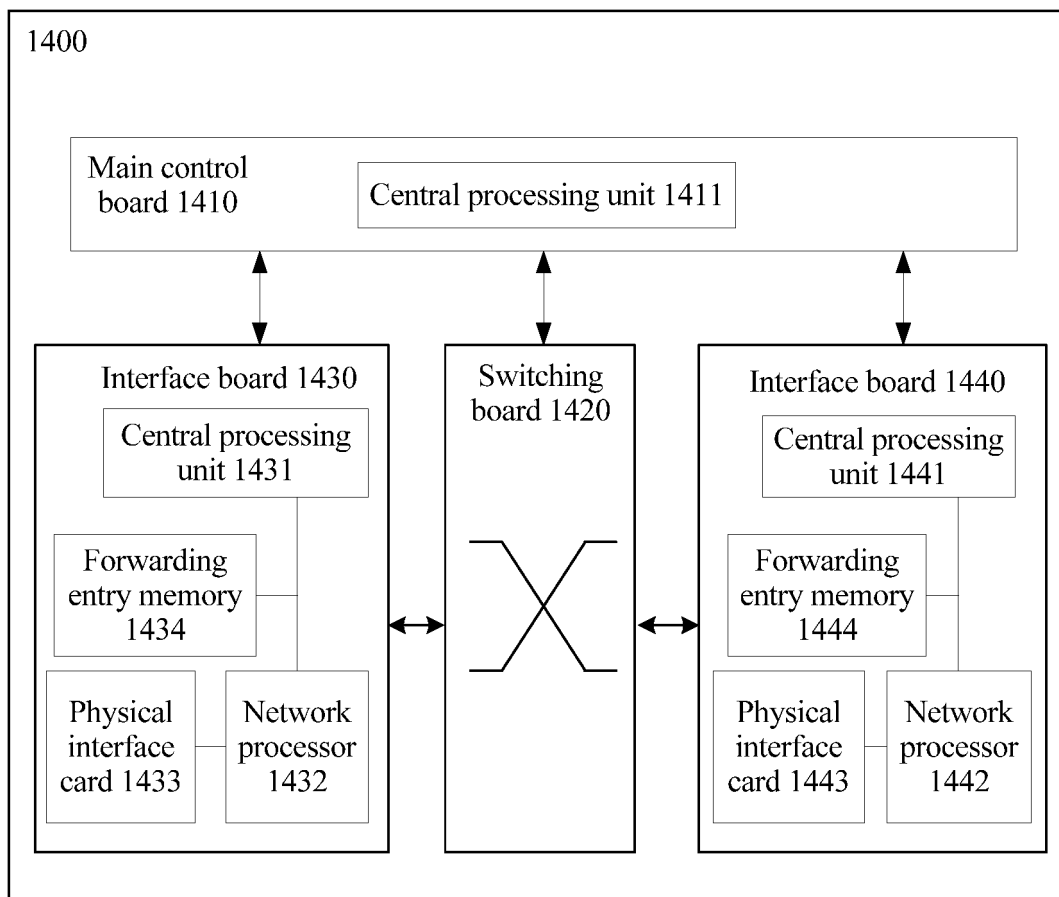 1400
Main control
board 1410
Central processing unit 1411
Interface board 1430
Central processing
unit 1431
Forwarding
entry memory
1434
Physical
interface
card 1433
Network
processor
1432
Switching
board 1420
Interface board 1440
Central processing
unit 1441
Forwarding
entry memory
1444
Physical
interface
card 1443
Network
processor
1442